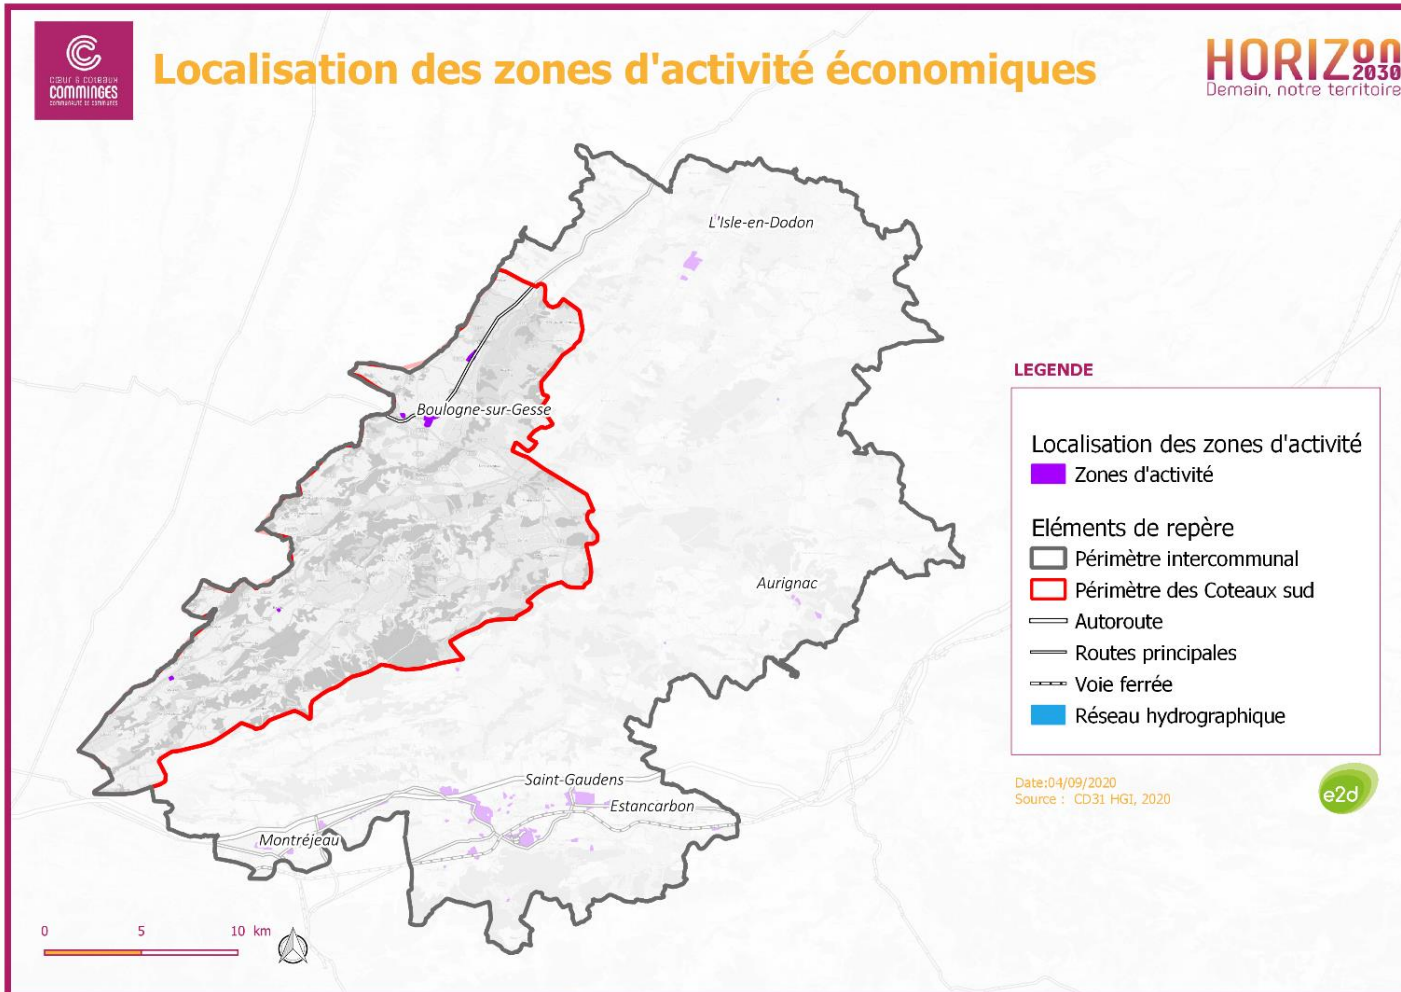 CŒUR & COTEAUX
COMMINGES
COMMUNAUTÉ DE COMMUNES
Localisation des zones d'activité économiques
HORIZON
2030
Demain, notre territoire
L'Isle-en-Dodon
Boulogne-sur-Gesse
Aurignac
Saint-Gaudens
Estancarbon
Montréjeau
LEGENDE
Localisation des zones d'activité
Zones d'activité
Eléments de repère
Périmètre intercommunal
Périmètre des Coteaux sud
Autoroute
Routes principales
Voie ferrée
Réseau hydrographique
Date:04/09/2020
Source : CD31 HGI, 2020
e2d
0 5 10 km